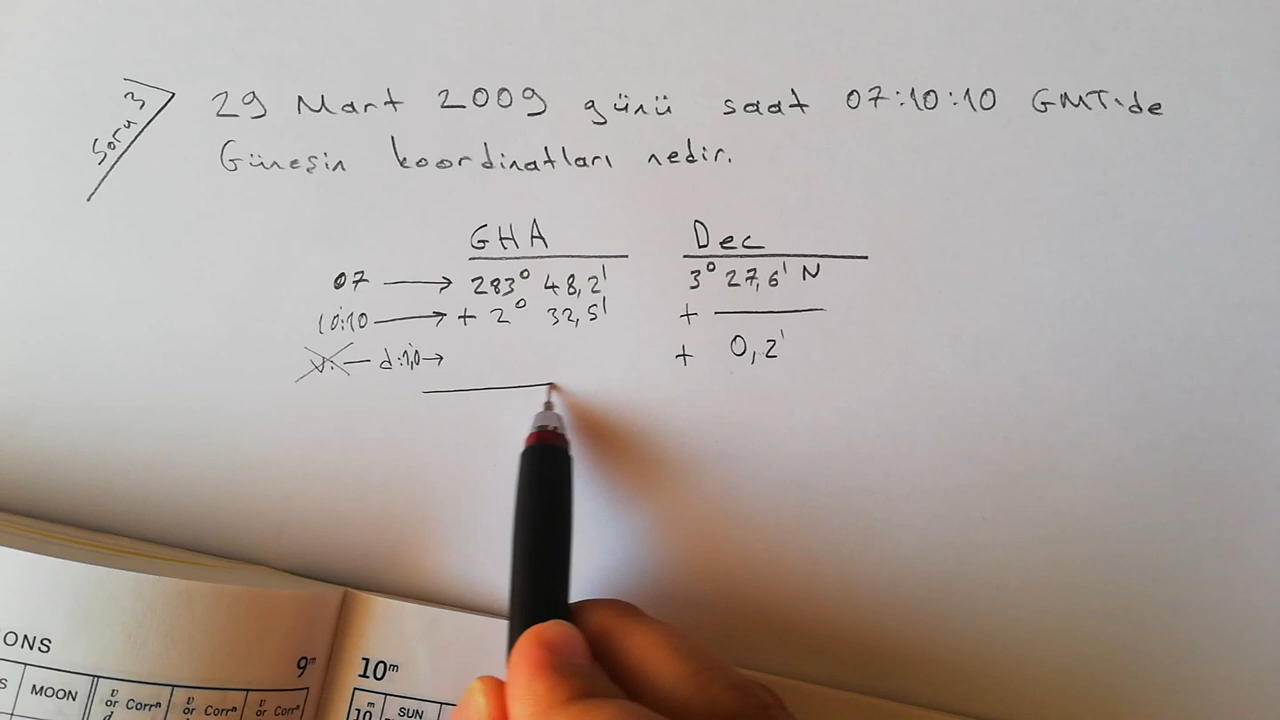 Soru 3
29 Mart 2009 günü saat 07:10:10 GMT'de
Güneşin koordinatları nedir.
GHA Dec
07 → 283° 48,2' 3° 27,6' N
10:10 → + 2° 32,5' +
v: — d:1,0 → + 0,2'
ONS
9ᵐ 10ᵐ
S MOON v or d Corrⁿ v or Corrⁿ v or Corrⁿ m 10 SUN